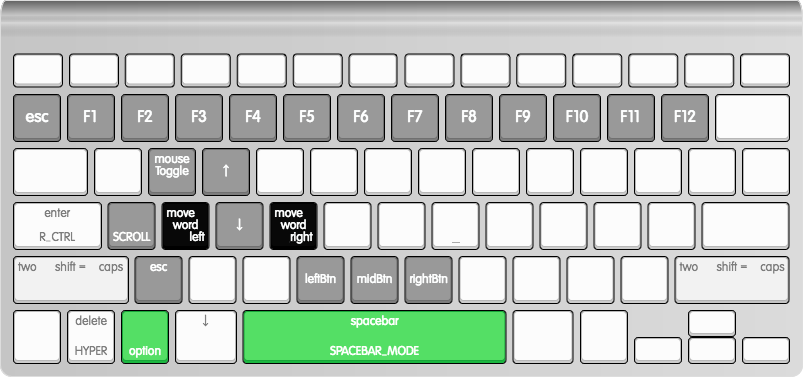 esc F1 F2 F3 F4 F5 F6 F7 F8 F9 F10 F11 F12
mouse
Toggle
↑
enter
R_CTRL
SCROLL
move
word
left
↓
move
word
right
_
two shift = caps
esc
leftBtn
midBtn
rightBtn
two shift = caps
delete
HYPER
option
↓
spacebar
SPACEBAR_MODE